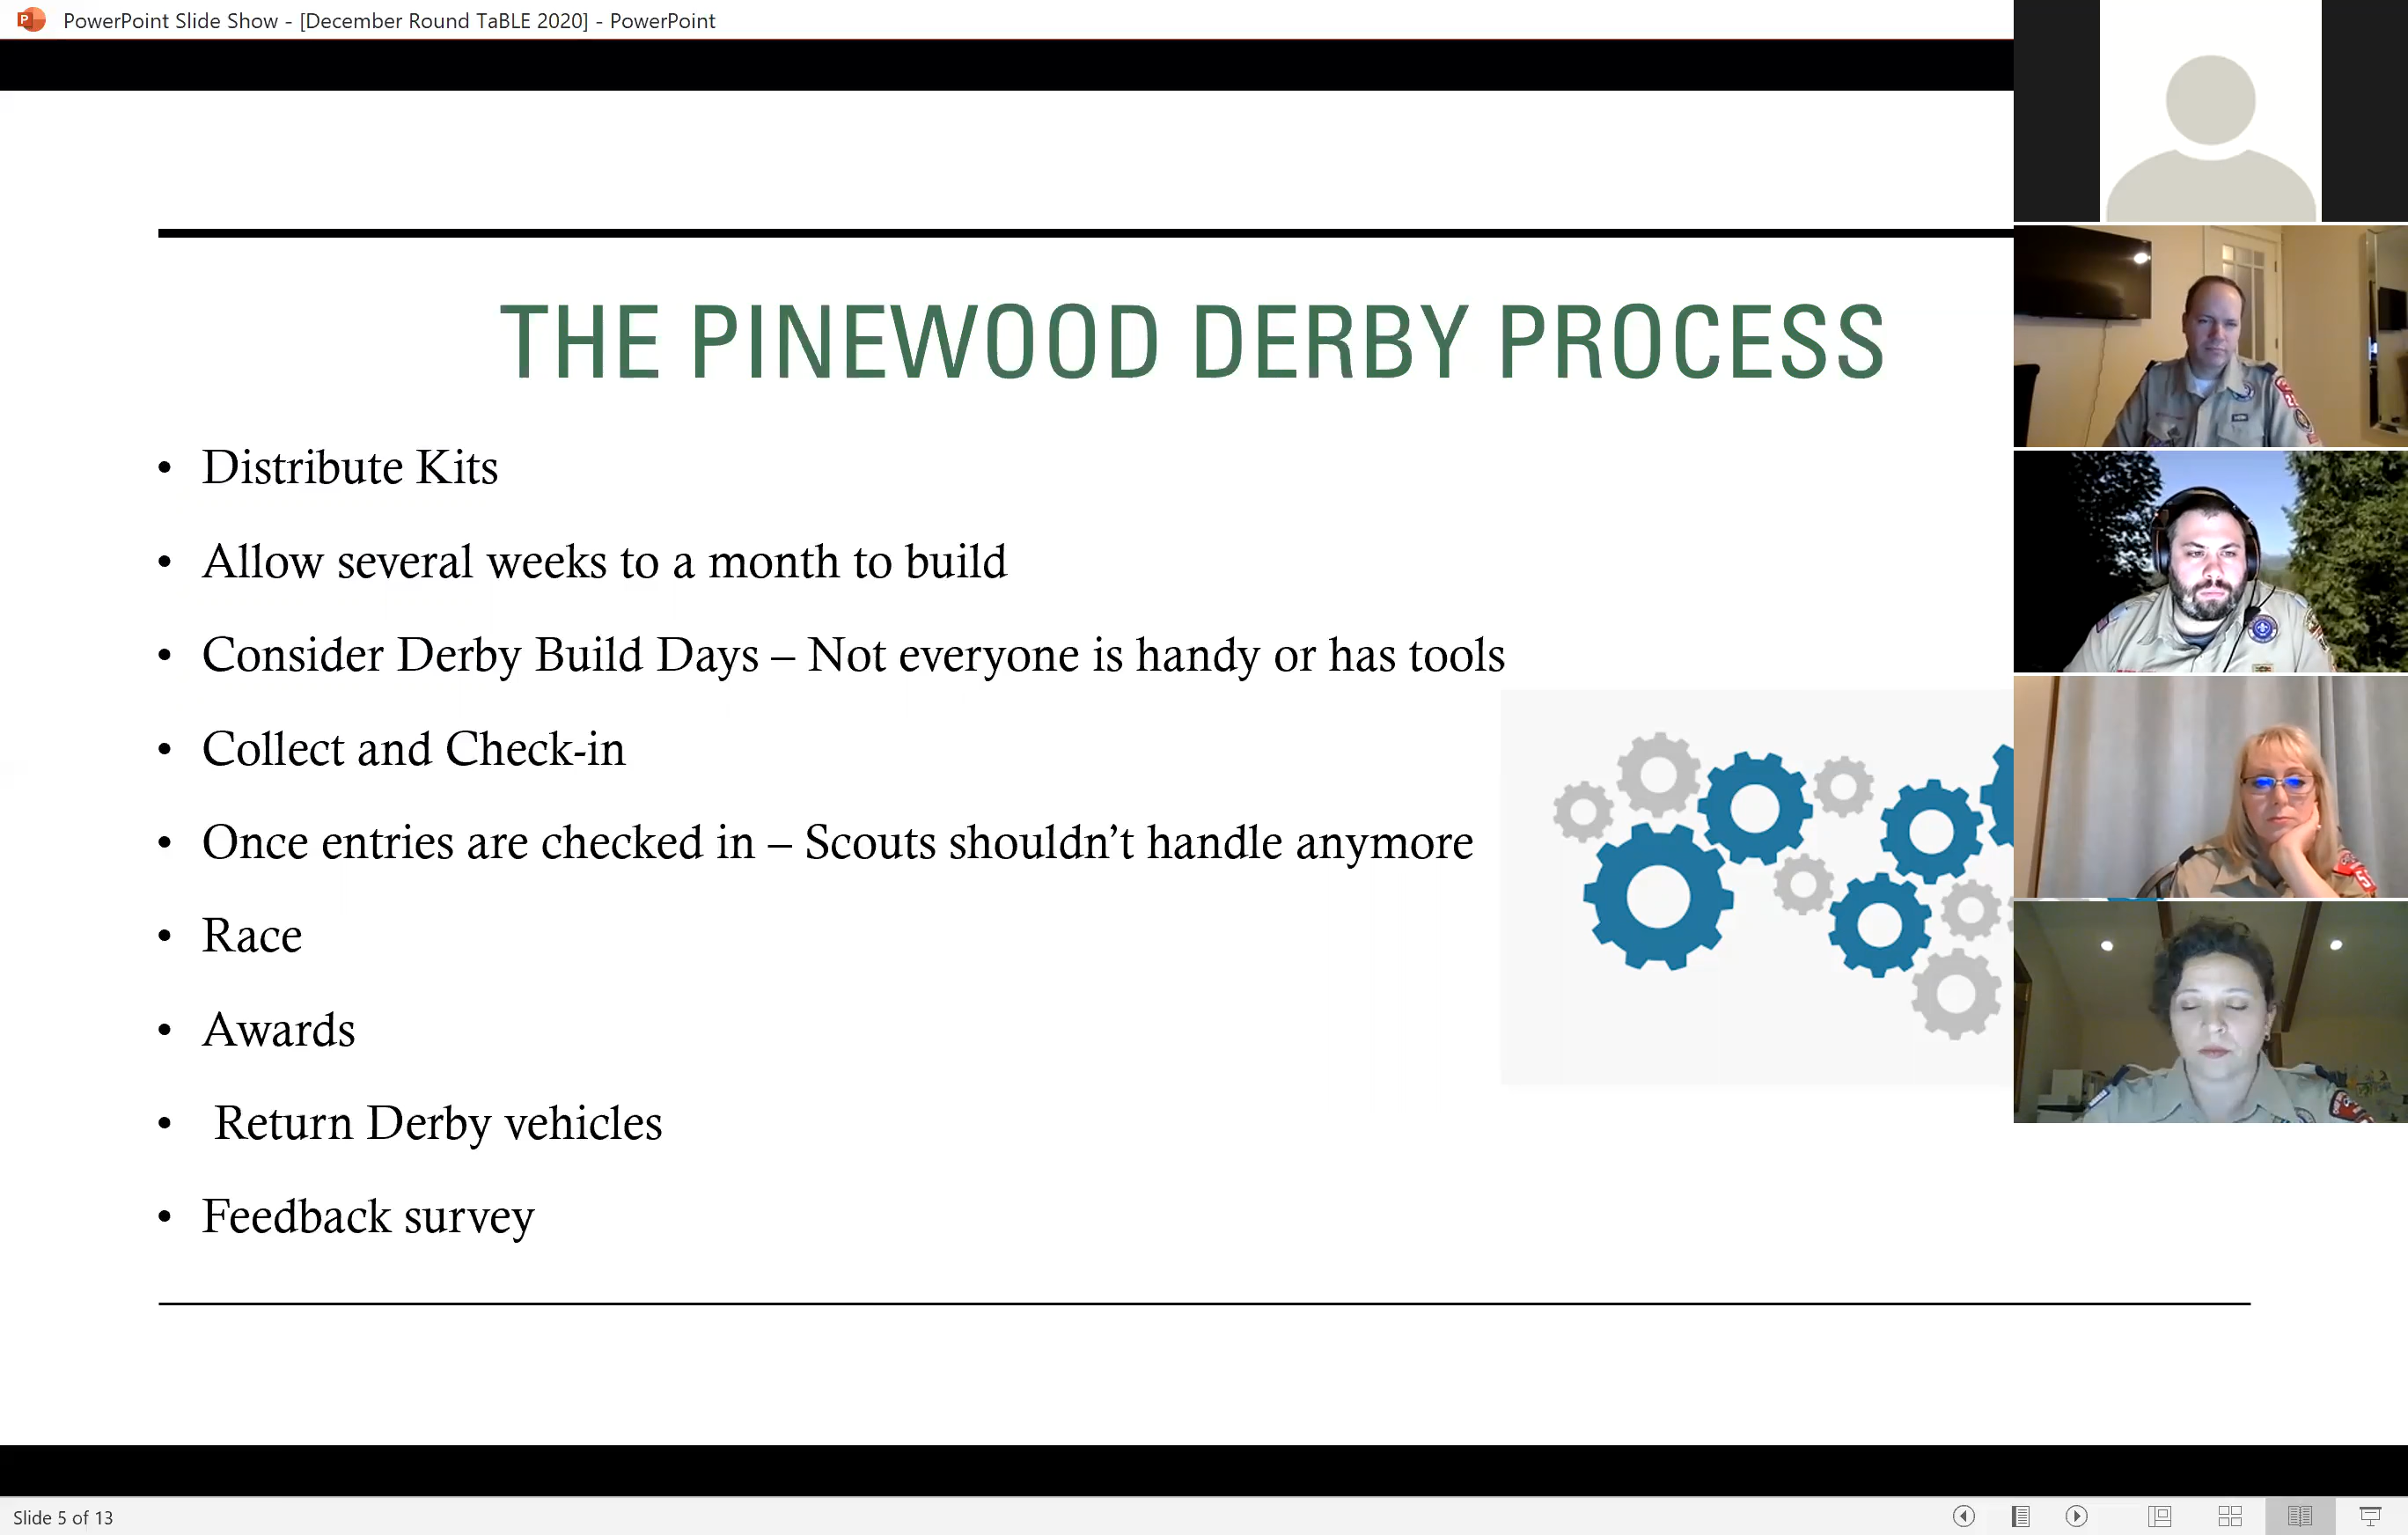 PowerPoint Slide Show - [December Round TaBLE 2020] - PowerPoint
THE PINEWOOD DERBY PROCESS
• Distribute Kits
• Allow several weeks to a month to build
• Consider Derby Build Days – Not everyone is handy or has tools
• Collect and Check-in
• Once entries are checked in – Scouts shouldn’t handle anymore
• Race
• Awards
• Return Derby vehicles
• Feedback survey
Slide 5 of 13